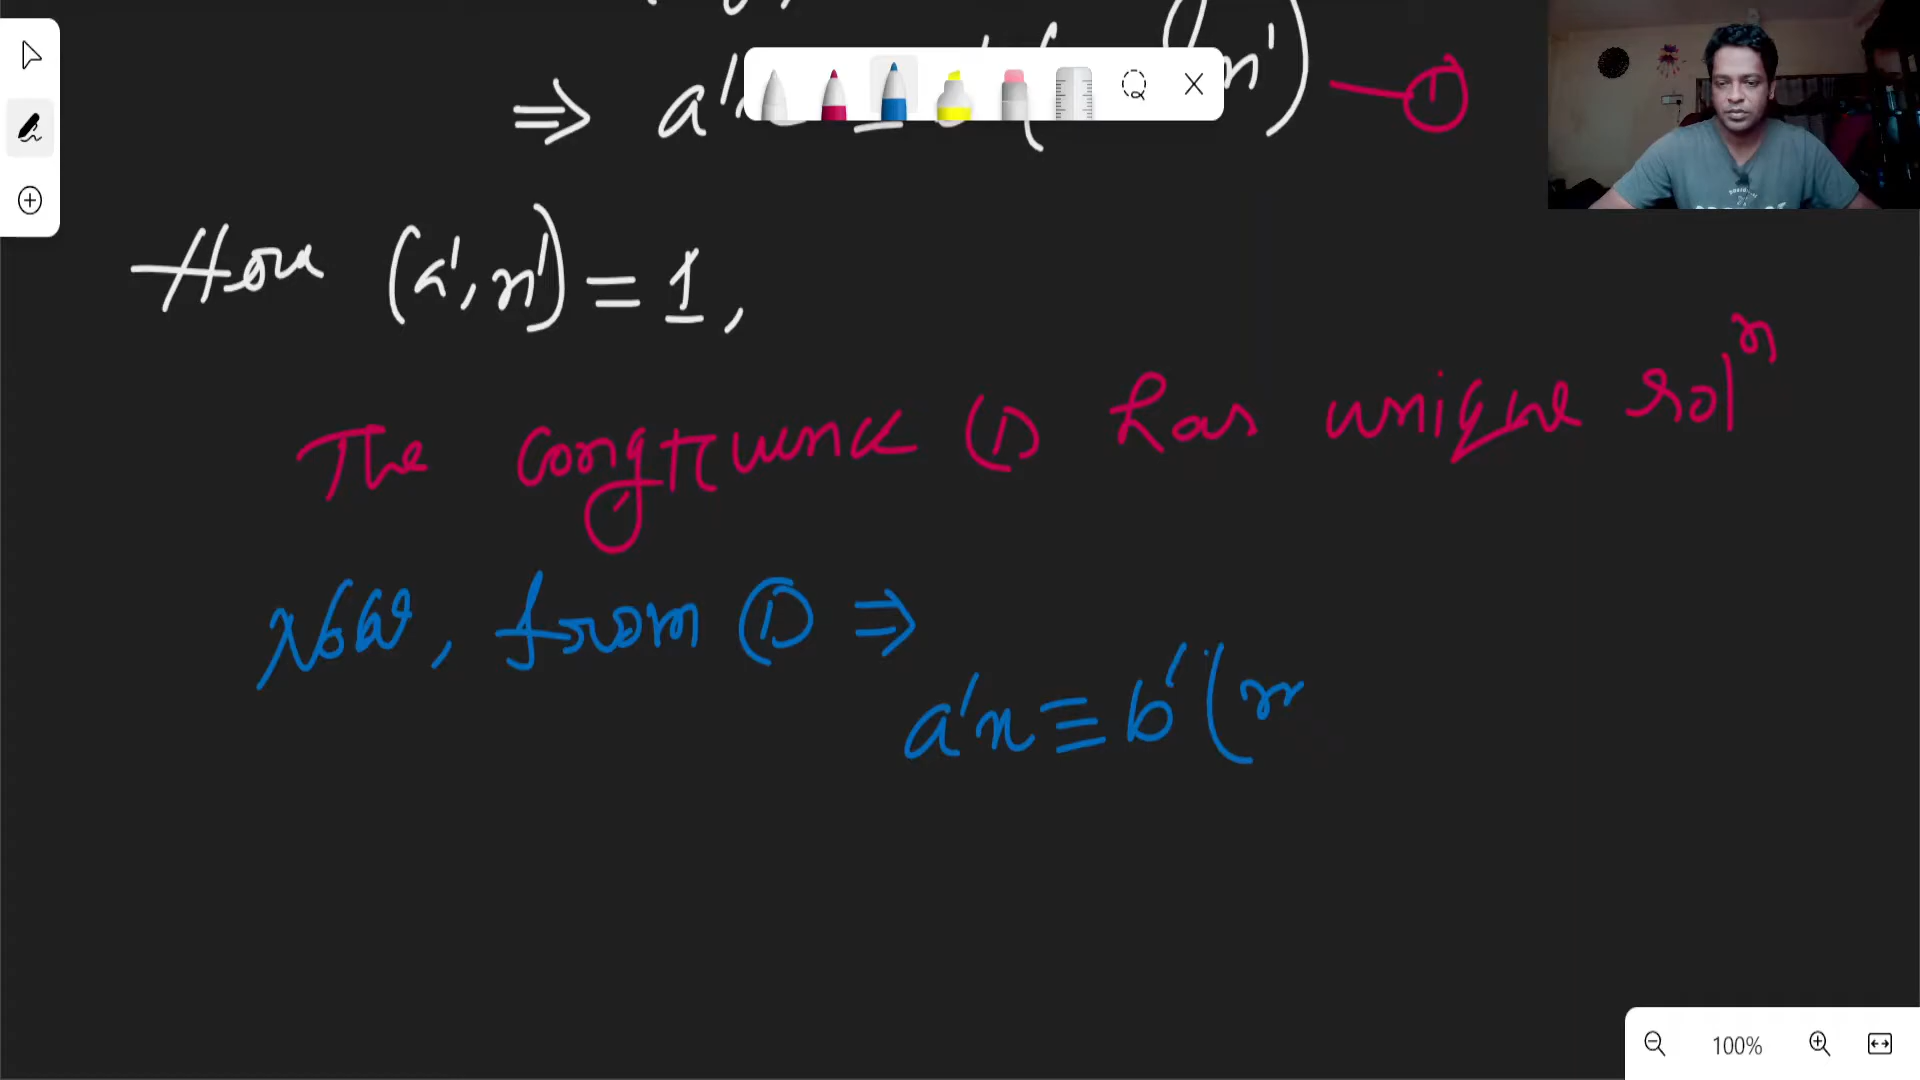 ⇒ a' n') — ①
Here (a', n') = 1,
The congruence ① has unique solⁿ
Now, from ① ⇒
a'x ≡ b' (m
100%